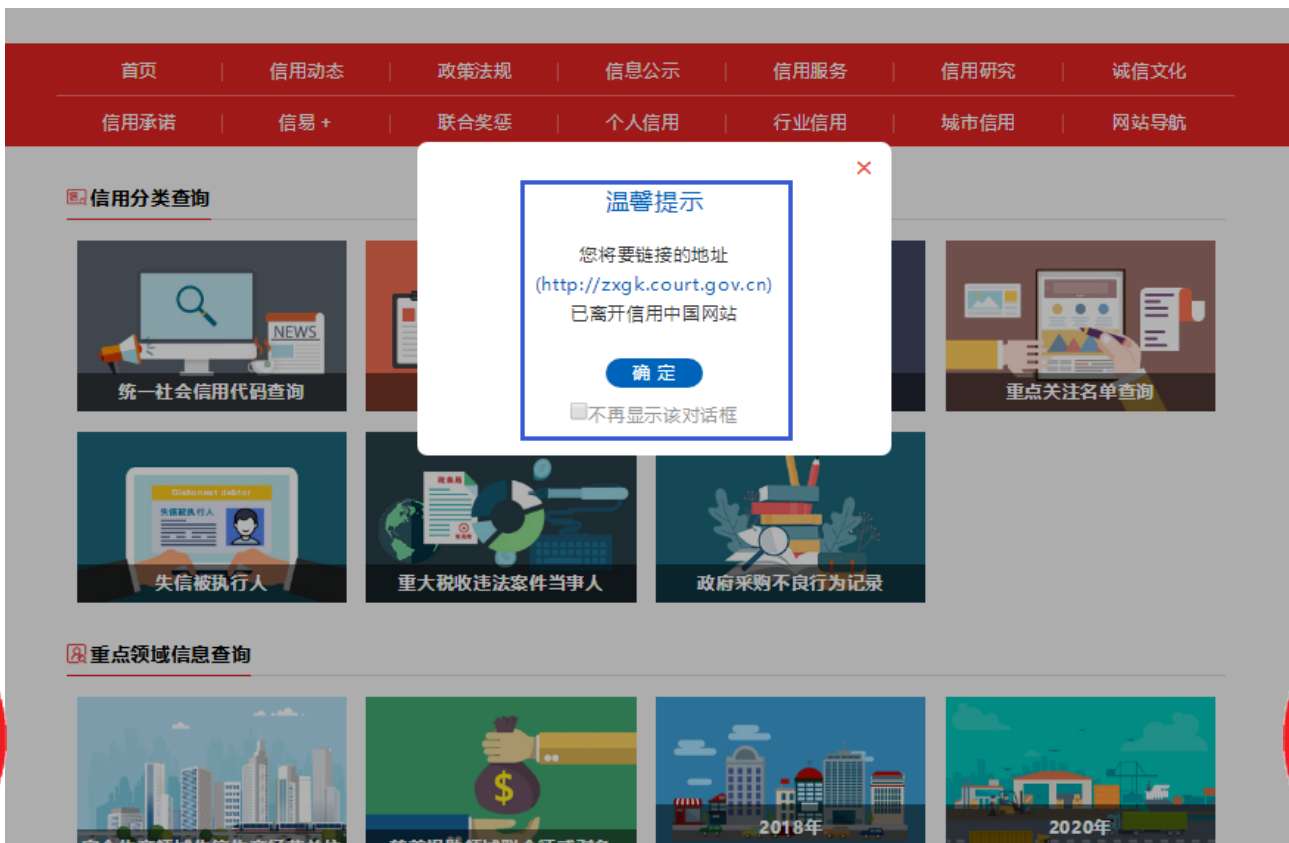 首页
信用动态
政策法规
信息公示
信用服务
信用研究
诚信文化
信用承诺
信易 +
联合奖惩
个人信用
行业信用
城市信用
网站导航
信用分类查询
温馨提示
您将要链接的地址
(http://zxgk.court.gov.cn)
已离开信用中国网站
确 定
不再显示该对话框
NEWS
统一社会信用代码查询
重点关注名单查询
Dishonest debtor
失信被执行人
失信被执行人
税务局
重大税收违法案件当事人
政府采购不良行为记录
重点领域信息查询
2018年
2020年